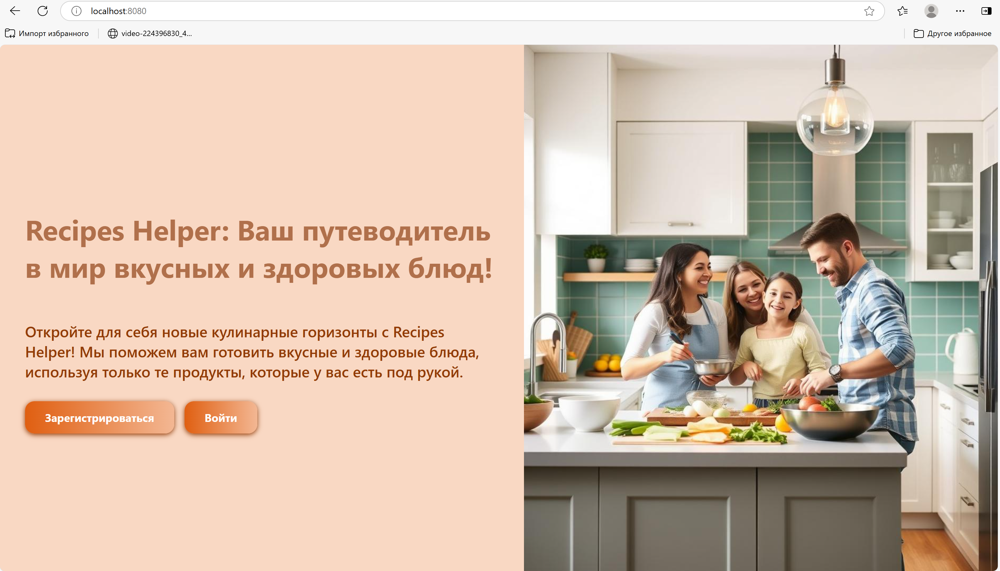 localhost:8080
Импорт избранного
video-224396830_4...
Другое избранное
Recipes Helper: Ваш путеводитель
в мир вкусных и здоровых блюд!
Откройте для себя новые кулинарные горизонты с Recipes
Helper! Мы поможем вам готовить вкусные и здоровые блюда,
используя только те продукты, которые у вас есть под рукой.
Зарегистрироваться
Войти